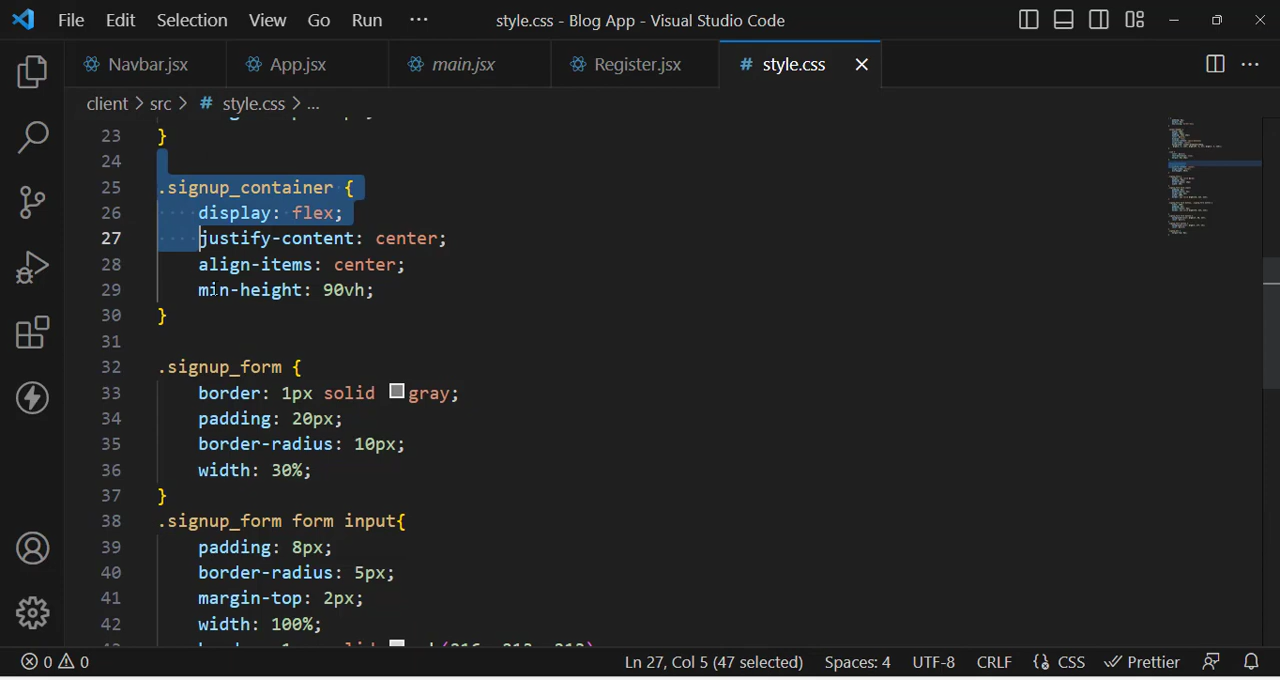 File Edit Selection View Go Run ··· style.css - Blog App - Visual Studio Code
Navbar.jsx App.jsx main.jsx Register.jsx # style.css
client > src > # style.css > ...
23 }
24
25 .signup_container {
26 display: flex;
27 justify-content: center;
28 align-items: center;
29 min-height: 90vh;
30 }
31
32 .signup_form {
33 border: 1px solid gray;
34 padding: 20px;
35 border-radius: 10px;
36 width: 30%;
37 }
38 .signup_form form input{
39 padding: 8px;
40 border-radius: 5px;
41 margin-top: 2px;
42 width: 100%;
0 0 Ln 27, Col 5 (47 selected) Spaces: 4 UTF-8 CRLF {} CSS Prettier